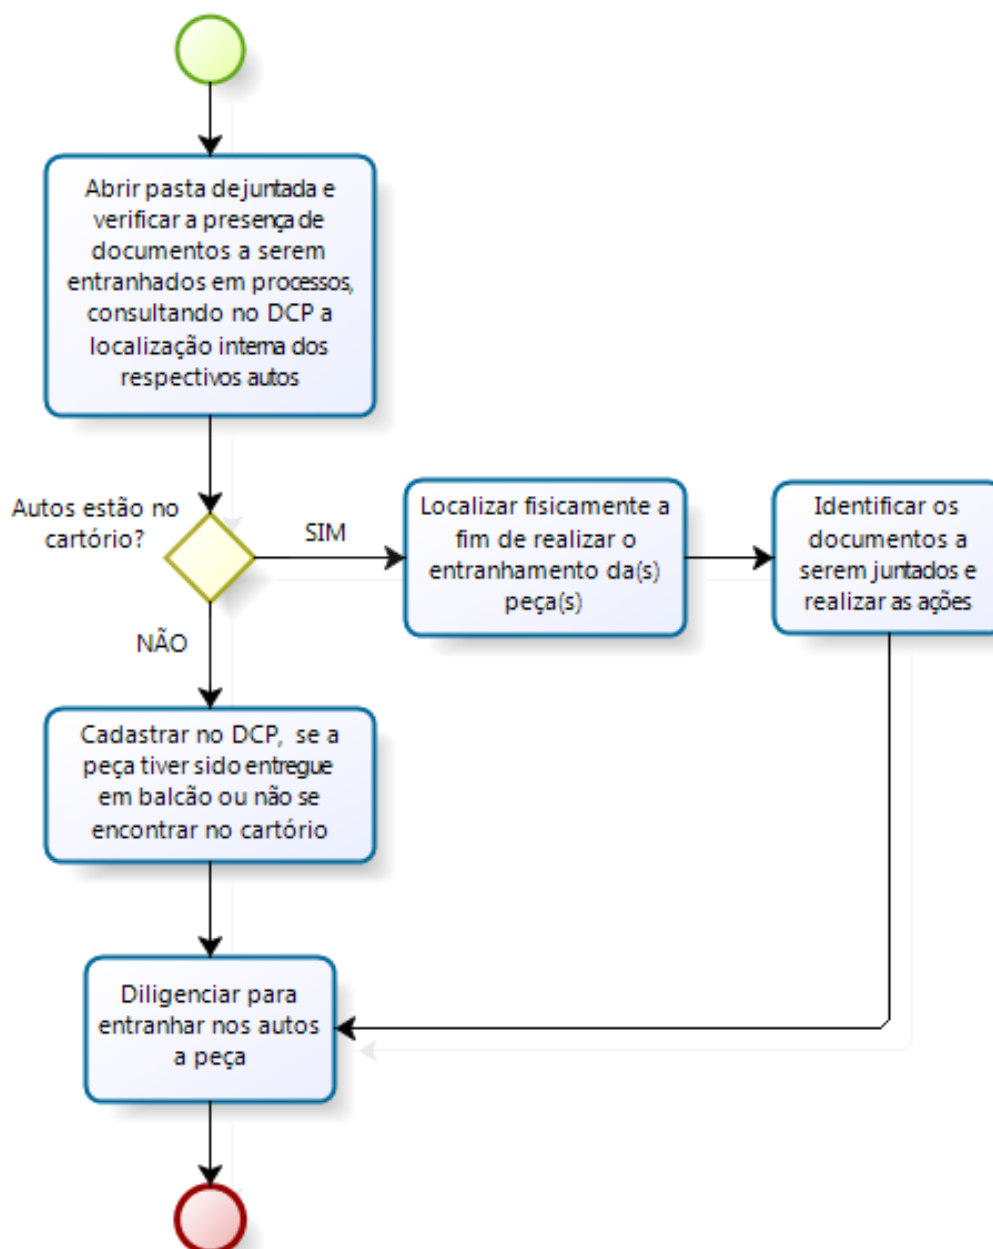 Abrir pasta de juntada e
verificar a presença de
documentos a serem
entranhados em processos,
consultando no DCP a
localização interna dos
respectivos autos
Autos estão no
cartório?
SIM
Localizar fisicamente a
fim de realizar o
entranhamento da(s)
peça(s)
Identificar os
documentos a
serem juntados e
realizar as ações
NÃO
Cadastrar no DCP, se a
peça tiver sido entregue
em balcão ou não se
encontrar no cartório
Diligenciar para
entranhar nos autos
a peça